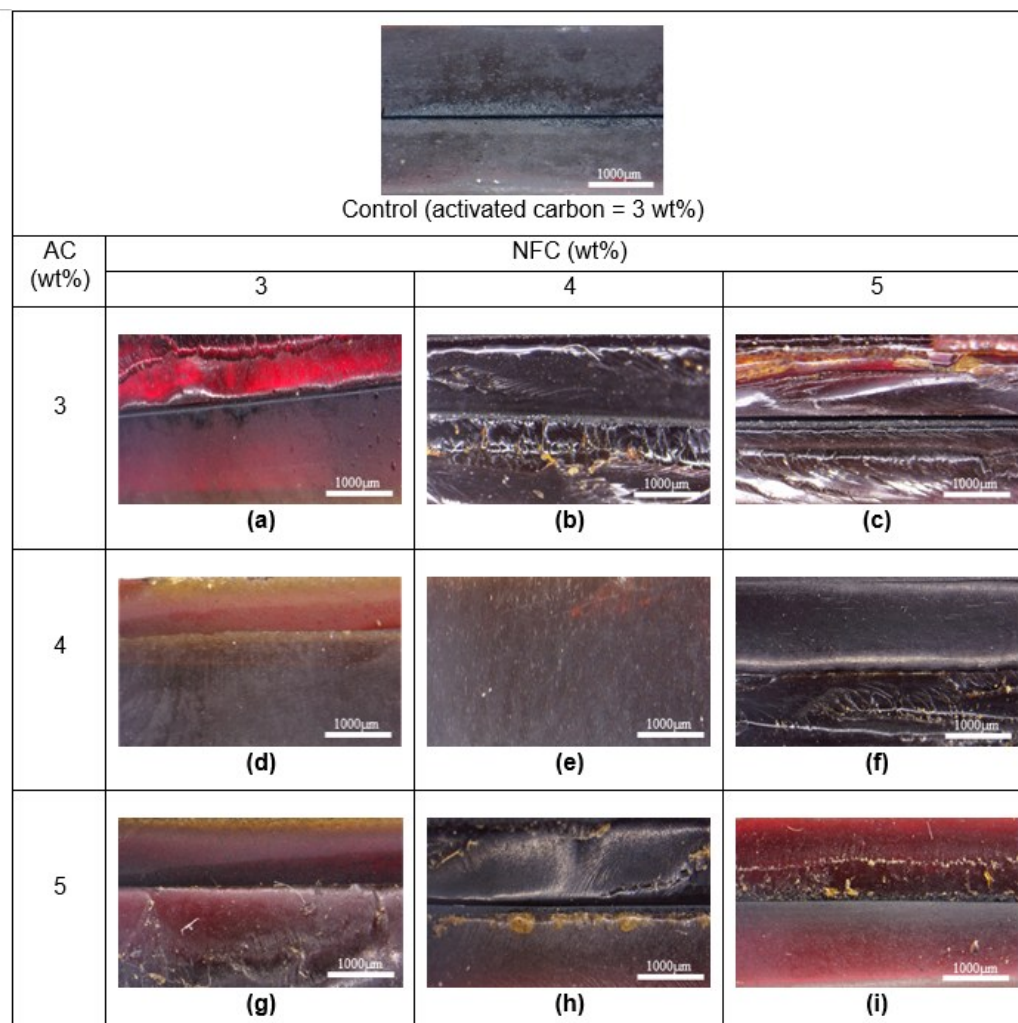 1000μm
Control (activated carbon = 3 wt%)
AC
(wt%)
NFC (wt%)
3
4
5
3
1000μm
1000μm
1000μm
(a)
(b)
(c)
4
1000μm
1000μm
1000μm
(d)
(e)
(f)
5
1000μm
1000μm
1000μm
(g)
(h)
(i)